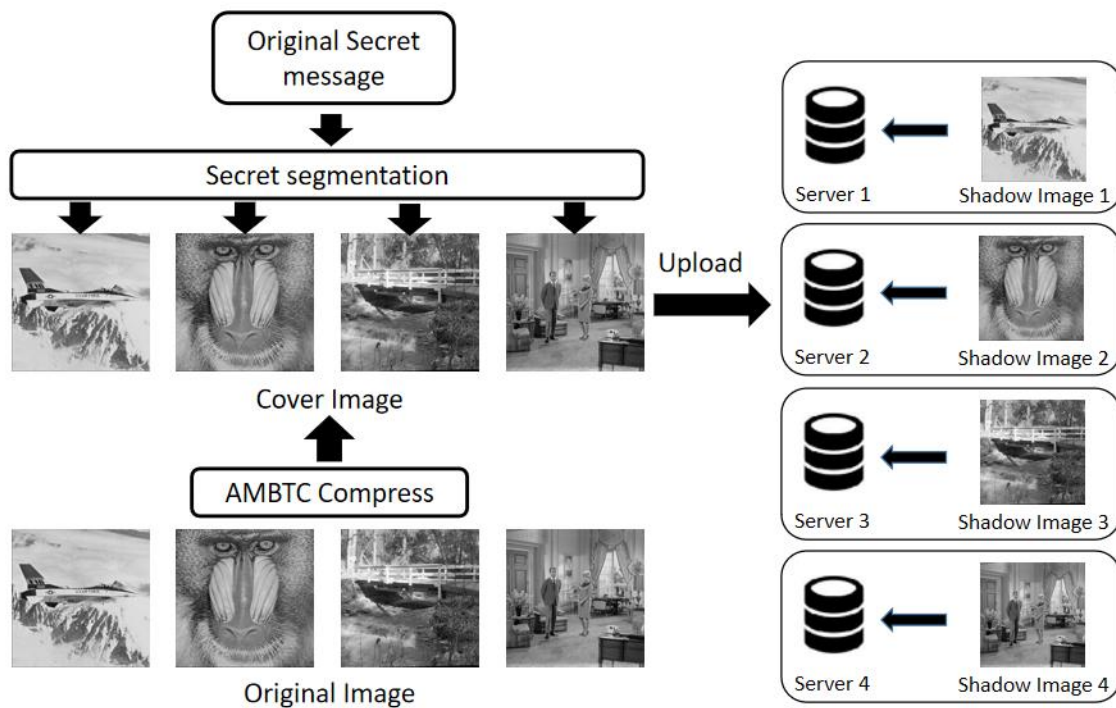 Original Secret
message
Secret segmentation
Cover Image
AMBTC Compress
Original Image
Upload
Server 1
Shadow Image 1
Server 2
Shadow Image 2
Server 3
Shadow Image 3
Server 4
Shadow Image 4